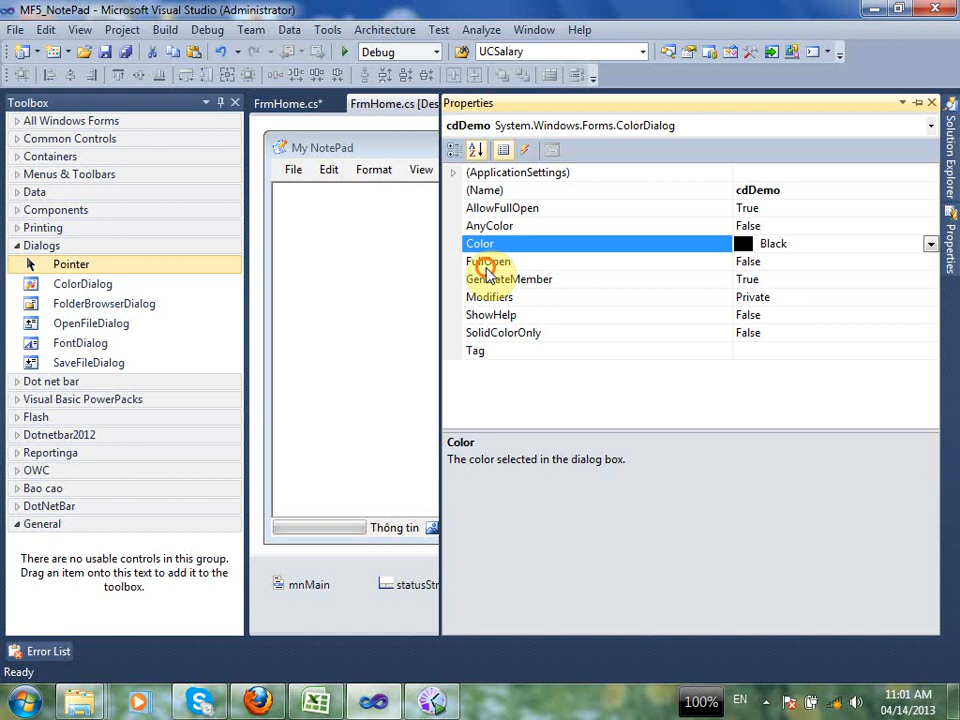 MF5_NotePad - Microsoft Visual Studio (Administrator)
File Edit View Project Build Debug Team Data Tools Architecture Test Analyze Window Help
Debug UCSalary
Toolbox
All Windows Forms
Common Controls
Containers
Menus & Toolbars
Data
Components
Printing
Dialogs
Pointer
ColorDialog
FolderBrowserDialog
OpenFileDialog
FontDialog
SaveFileDialog
Dot net bar
Visual Basic PowerPacks
Flash
Dotnetbar2012
Reportinga
OWC
Bao cao
DotNetBar
General
There are no usable controls in this group.
Drag an item onto this text to add it to the
toolbox.
FrmHome.cs* FrmHome.cs [Des
My NotePad
File Edit Format View
Thông tin
mnMain statusStr
Properties
cdDemo System.Windows.Forms.ColorDialog
(ApplicationSettings)
(Name) cdDemo
AllowFullOpen True
AnyColor False
Color Black
FullOpen False
GenerateMember True
Modifiers Private
ShowHelp False
SolidColorOnly False
Tag
Color
The color selected in the dialog box.
Solution Explorer
Properties
Error List
Ready
100% EN 11:01 AM
04/14/2013